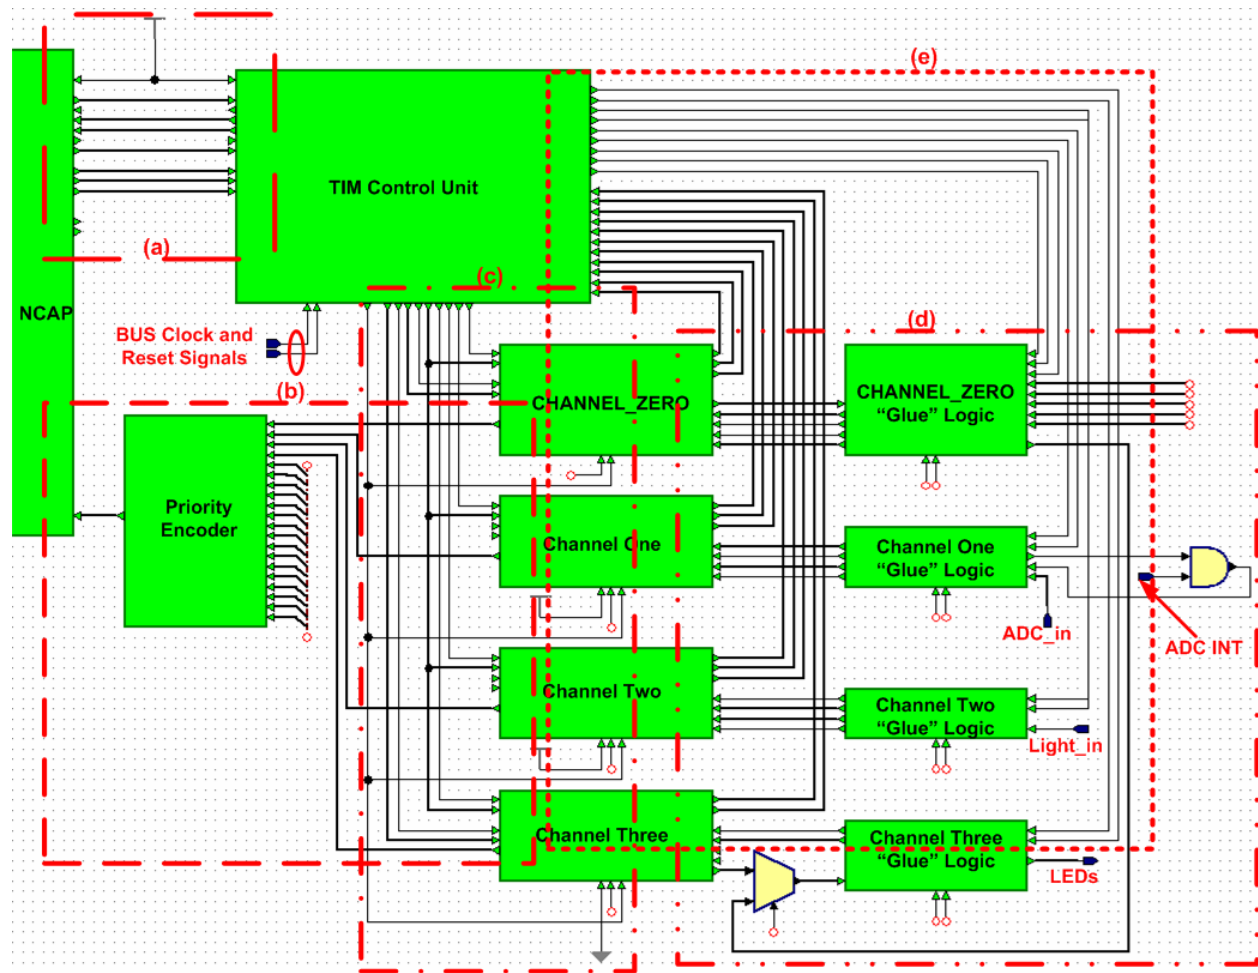 (e)
TIM Control Unit
(a)
(c)
NCAP
BUS Clock and
Reset Signals
(d)
(b)
CHANNEL_ZERO
CHANNEL_ZERO
“Glue” Logic
Priority
Encoder
Channel One
Channel One
“Glue” Logic
ADC_in
ADC INT
Channel Two
Channel Two
“Glue” Logic
Light_in
Channel Three
Channel Three
“Glue” Logic
LEDs